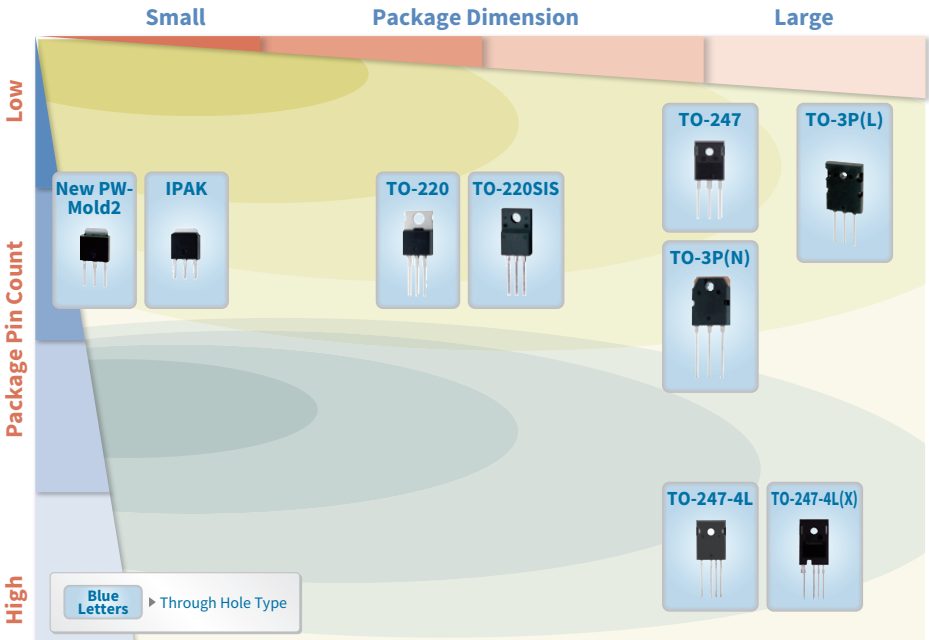 Small
Package Dimension
Large
Low
Package Pin Count
High
TO-247
TO-3P(L)
New PW-
Mold2
IPAK
TO-220
TO-220SIS
TO-3P(N)
TO-247-4L
TO-247-4L(X)
Blue
Letters
Through Hole Type